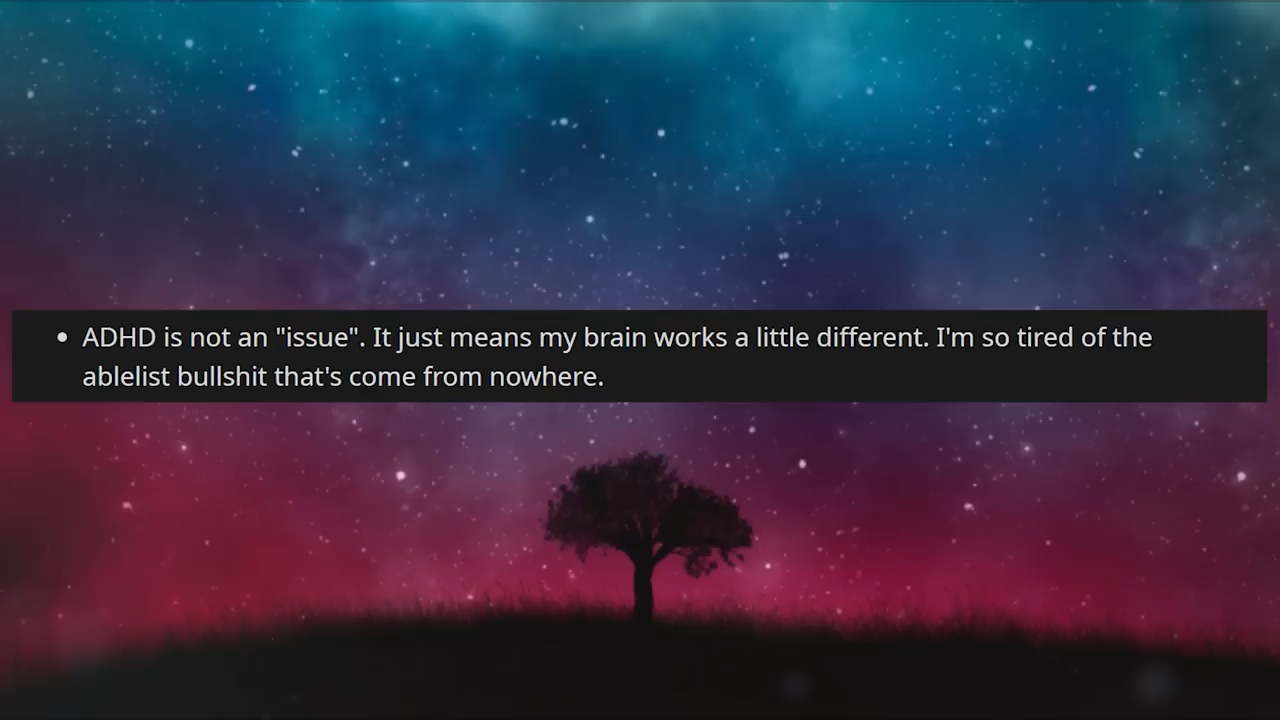 • ADHD is not an "issue". It just means my brain works a little different. I'm so tired of the
ablelist bullshit that's come from nowhere.